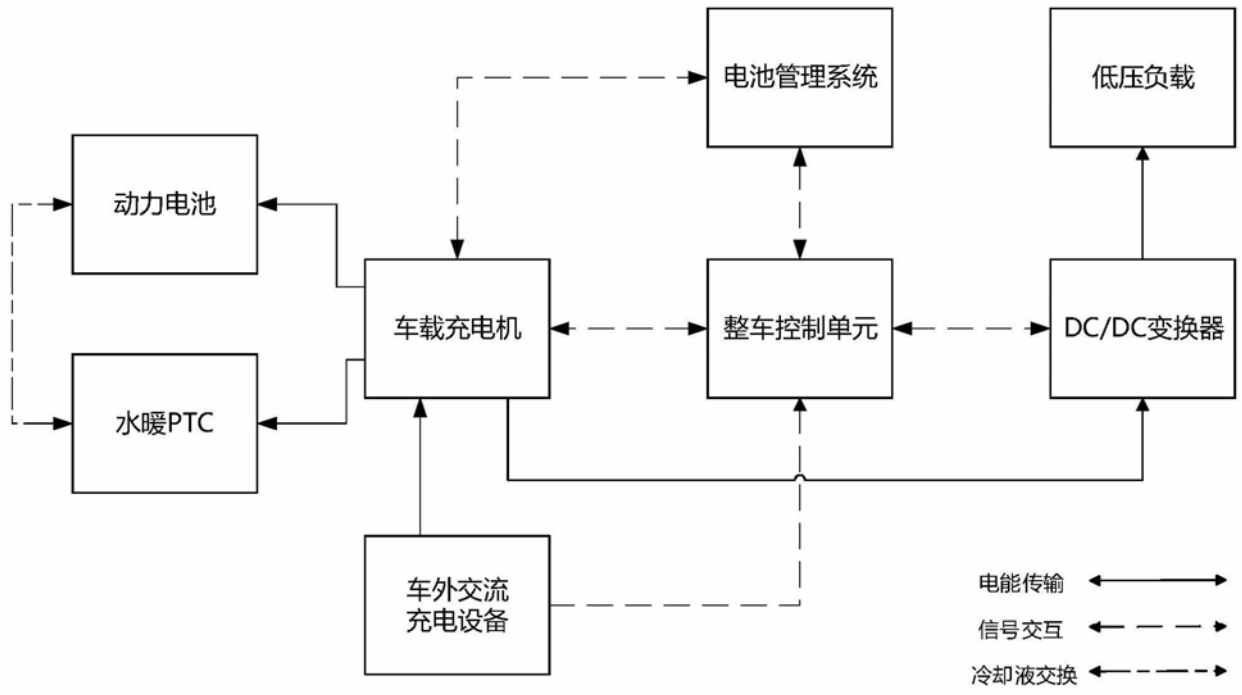 电池管理系统
低压负载
动力电池
车载充电机
整车控制单元
DC/DC变换器
水暖PTC
车外交流
充电设备
电能传输
信号交互
冷却液交换